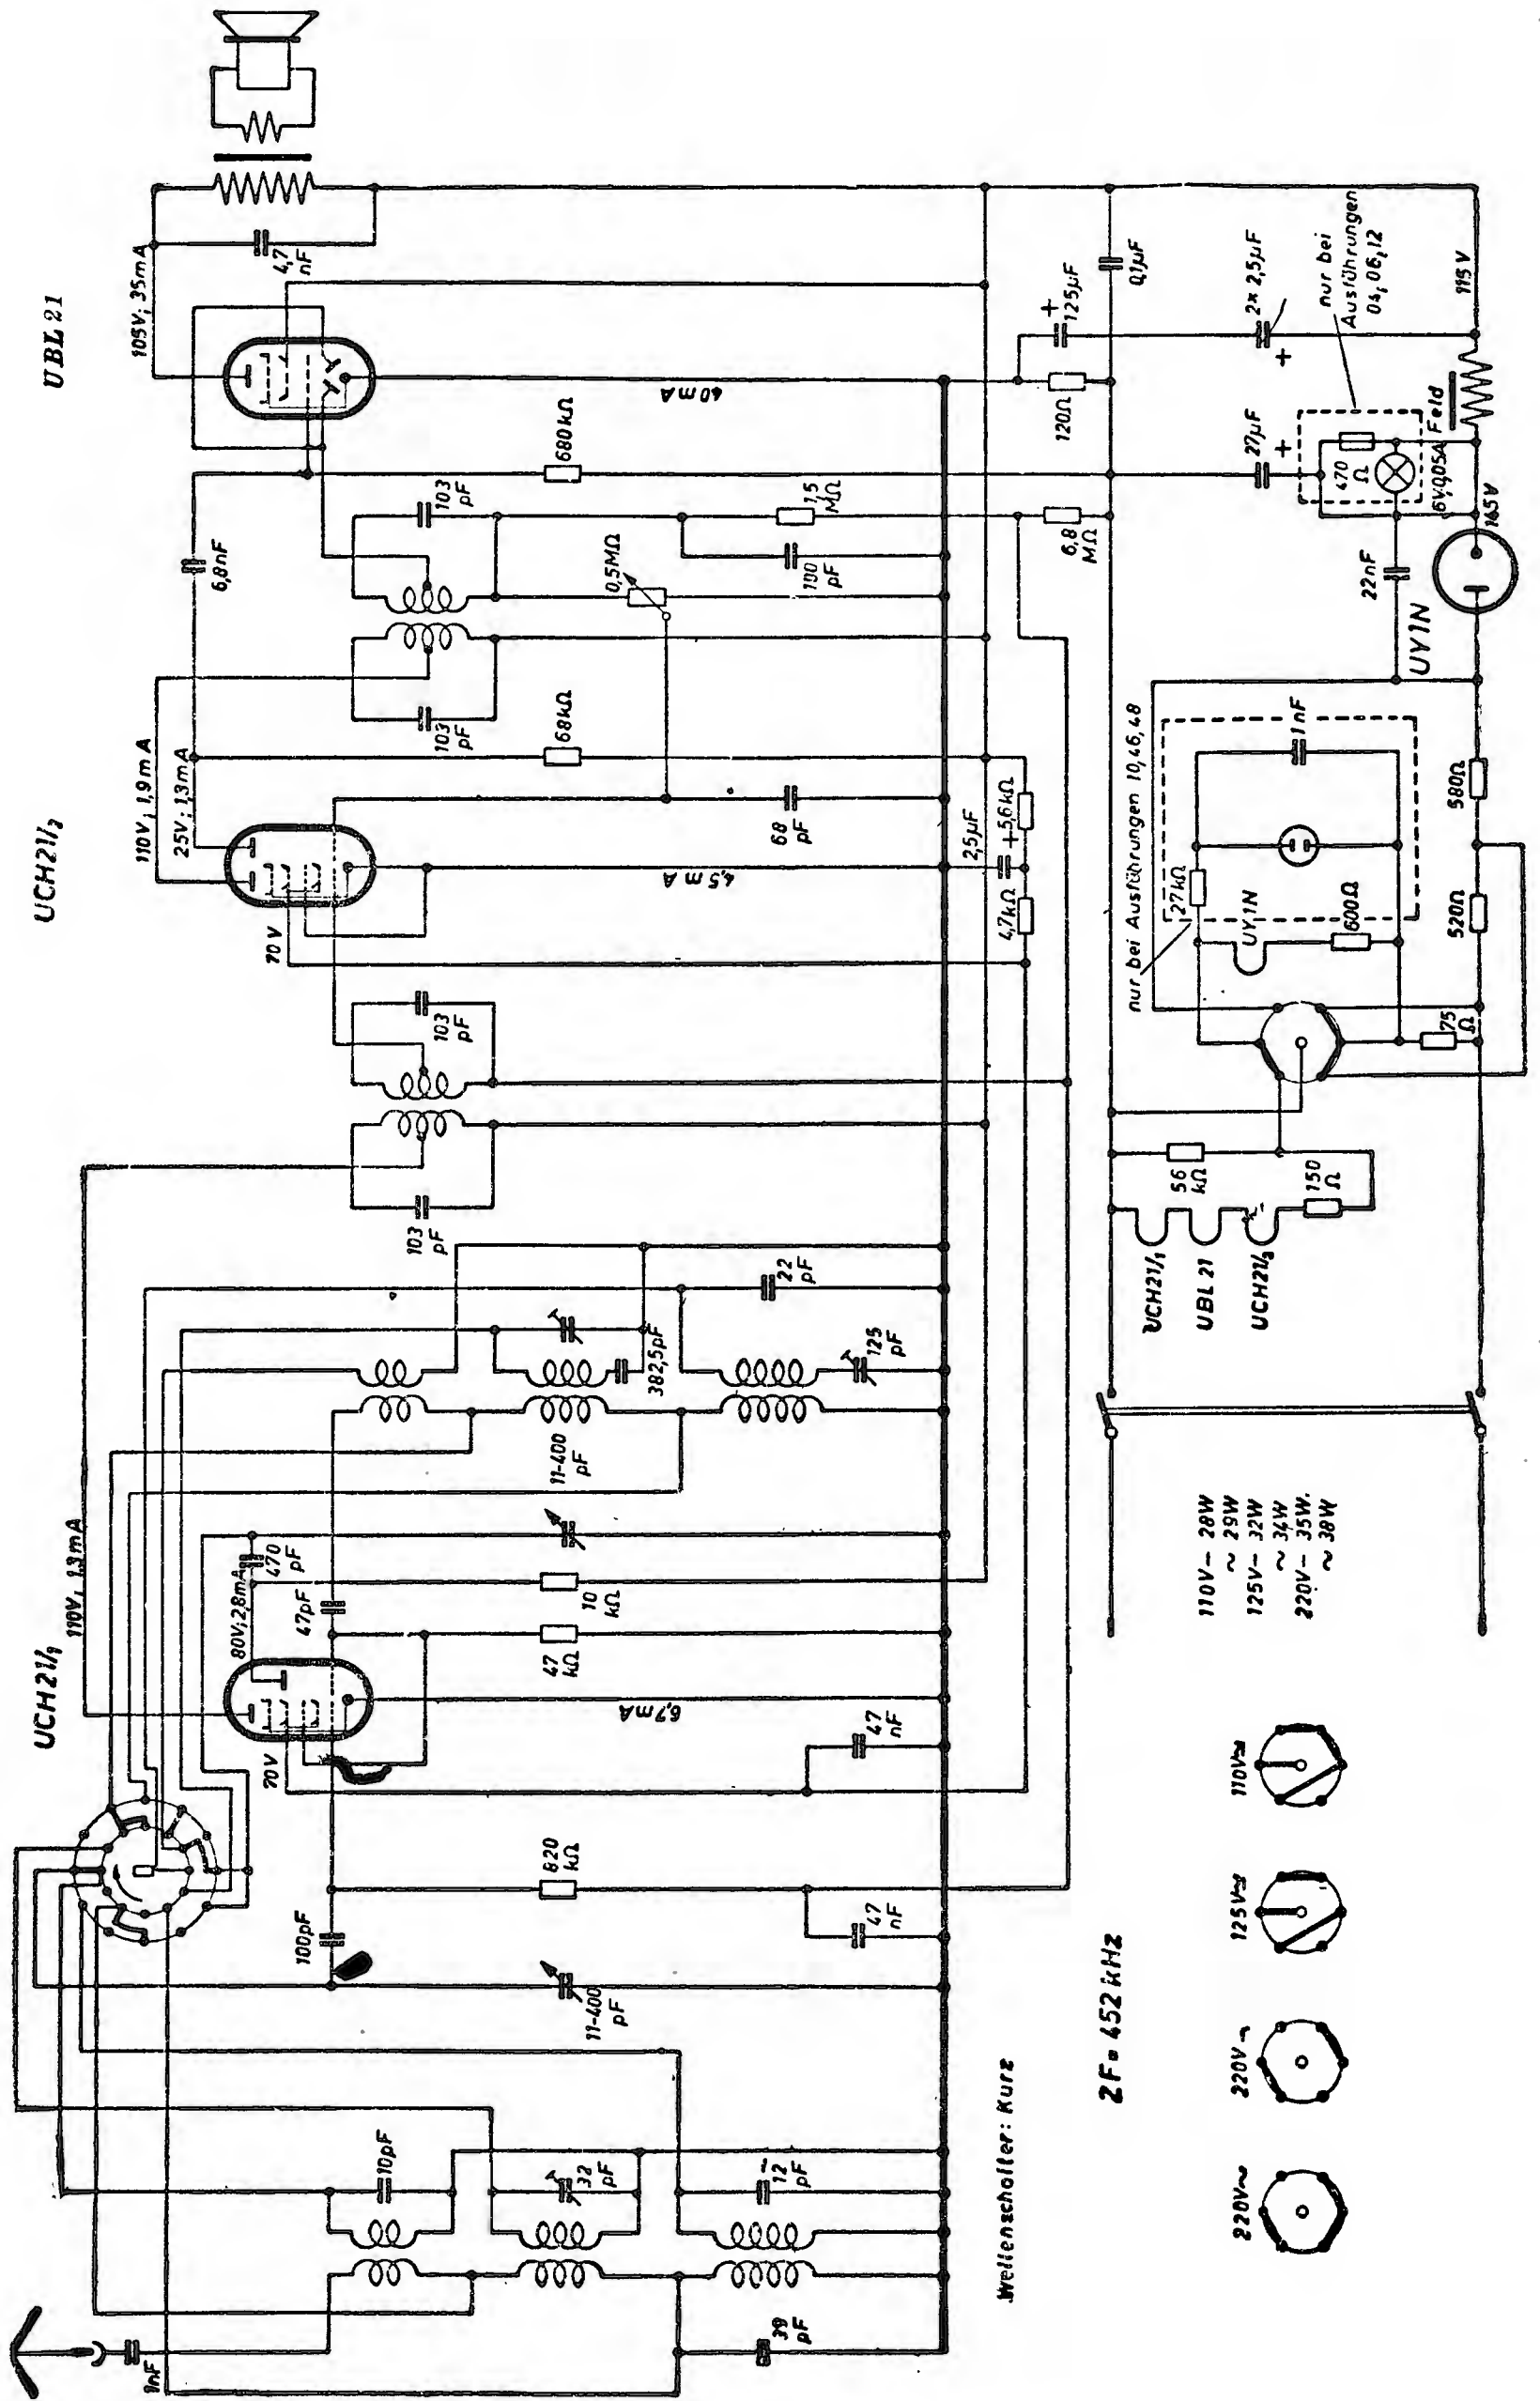 UCH21/1
UCH21/2
UBL 21
110V; 1,3mA
80V; 2,8mA
70V
6,7mA
110V; 1,9mA
25V; 1,3mA
70V
4,5mA
105V; 35mA
40mA
1nF
39
pF
10pF
32
pF
12
pF
11-400
pF
100pF
820
kΩ
47
nF
47
nF
47
kΩ
47pF
10
kΩ
470
pF
11-400
pF
382,5pF
125
pF
22
pF
103
pF
103
pF
4,7kΩ
2,5µF
+
5,6kΩ
68
pF
68kΩ
103
pF
0,5MΩ
103
pF
100
pF
1,5
MΩ
6,8
MΩ
6,8nF
680kΩ
4,7
nF
120Ω
+
125µF
0,1µF
27µF
+
2x 2,5µF
+
nur bei
Ausführungen
04, 06, 12
470
Ω
6V,0,05A
Feld
115V
165V
22nF
UY1N
nur bei Ausführungen 10,46,48
27kΩ
1nF
UY1N
600Ω
580Ω
520Ω
75
Ω
56
kΩ
150
Ω
UCH21/1
UBL 21
UCH21/2
110V– 28W
~ 29W
125V– 32W
~ 34W
220V– 35W.
~ 38W
Wellenschalter: Kurz
ZF= 452 kHz
220V~
220V–
125V≂
110V≂